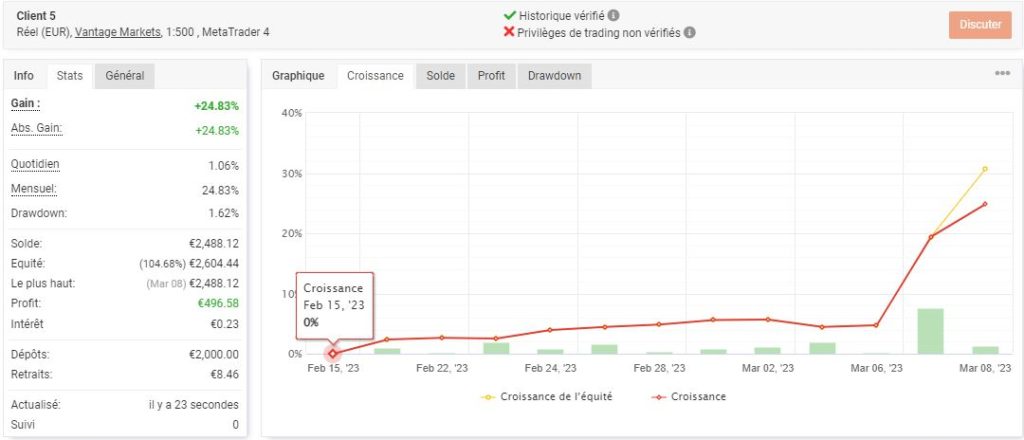 Client 5
Réel (EUR), Vantage Markets, 1:500 , MetaTrader 4
Historique vérifié
Privilèges de trading non vérifiés
Discuter
Info Stats Général
Gain : +24.83%
Abs. Gain: +24.83%
Quotidien 1.06%
Mensuel: 24.83%
Drawdown: 1.62%
Solde: €2,488.12
Equité: (104.68%) €2,604.44
Le plus haut: (Mar 08) €2,488.12
Profit: €496.58
Intérêt €0.23
Dépôts: €2,000.00
Retraits: €8.46
Actualisé: il y a 23 secondes
Suivi 0
Graphique Croissance Solde Profit Drawdown
40%
30%
20%
10%
0%
Croissance
Feb 15, '23
0%
Feb 15, '23 Feb 22, '23 Feb 24, '23 Feb 28, '23 Mar 02, '23 Mar 06, '23 Mar 08, '23
Croissance de l'équité Croissance